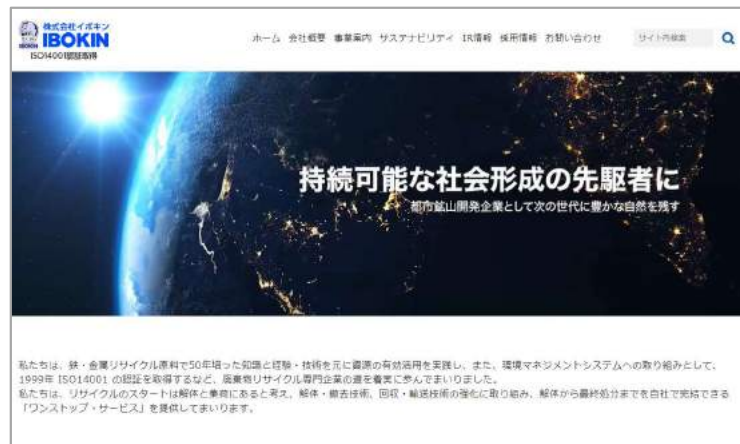 株式会社イボキン
IBOKIN
ISO14001認証取得
ホーム 会社概要 事業案内 サステナビリティ IR情報 採用情報 お問い合わせ サイト内検索
持続可能な社会形成の先駆者に
都市鉱山開発企業として次の世代に豊かな自然を残す
私たちは、鉄・金属リサイクル原料で50年培った知識と経験・技術を元に資源の有効活用を実践し、また、環境マネジメントシステムへの取り組みとして、
1999年 ISO14001 の認証を取得するなど、廃棄物リサイクル専門企業の道を着実に歩んでまいりました。
私たちは、リサイクルのスタートは解体と集荷にあると考え、解体・撤去技術、回収・輸送技術の強化に取り組み、解体から最終処分までを自社で完結できる
「ワンストップ・サービス」を提供してまいります。